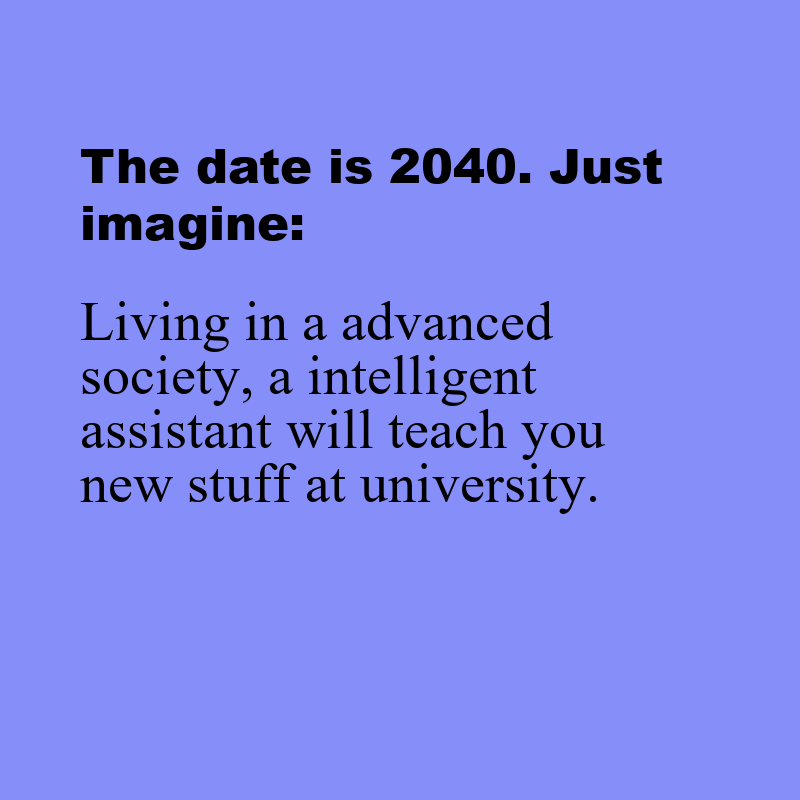 The date is 2040. Just
imagine:
Living in a advanced
society, a intelligent
assistant will teach you
new stuff at university.